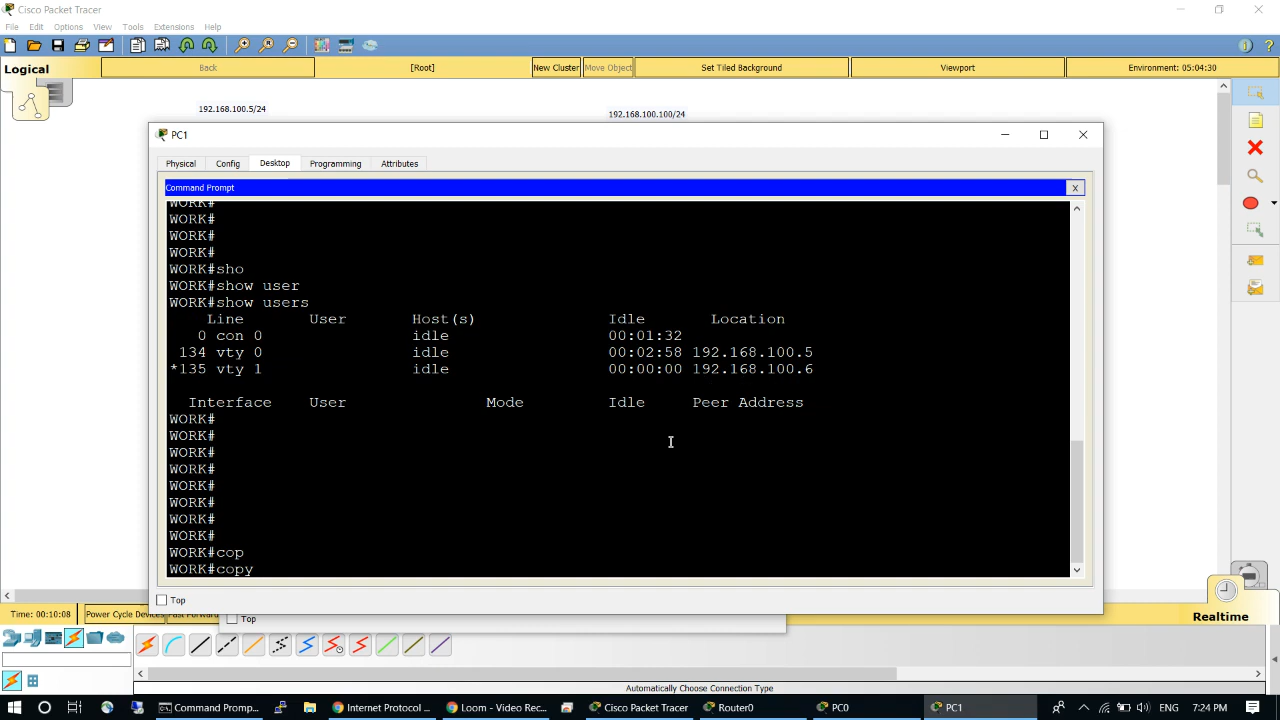 Cisco Packet Tracer
File Edit Options View Tools Extensions Help
Logical Back [Root] New Cluster Move Object Set Tiled Background Viewport Environment: 05:04:30
192.168.100.5/24
192.168.100.100/24
PC1
Physical Config Desktop Programming Attributes
Command Prompt X
WORK#
WORK#
WORK#
WORK#
WORK#sho
WORK#show user
WORK#show users
Line User Host(s) Idle Location
0 con 0 idle 00:01:32
134 vty 0 idle 00:02:58 192.168.100.5
*135 vty 1 idle 00:00:00 192.168.100.6
Interface User Mode Idle Peer Address
WORK#
WORK#
WORK#
WORK#
WORK#
WORK#
WORK#
WORK#
WORK#cop
WORK#copy
Top
Time: 00:10:08 Power Cycle Devices Fast Forward
Top
Realtime
Automatically Choose Connection Type
Command Promp... Internet Protocol ... Loom – Video Rec... Cisco Packet Tracer Router0 PC0 PC1 ENG 7:24 PM